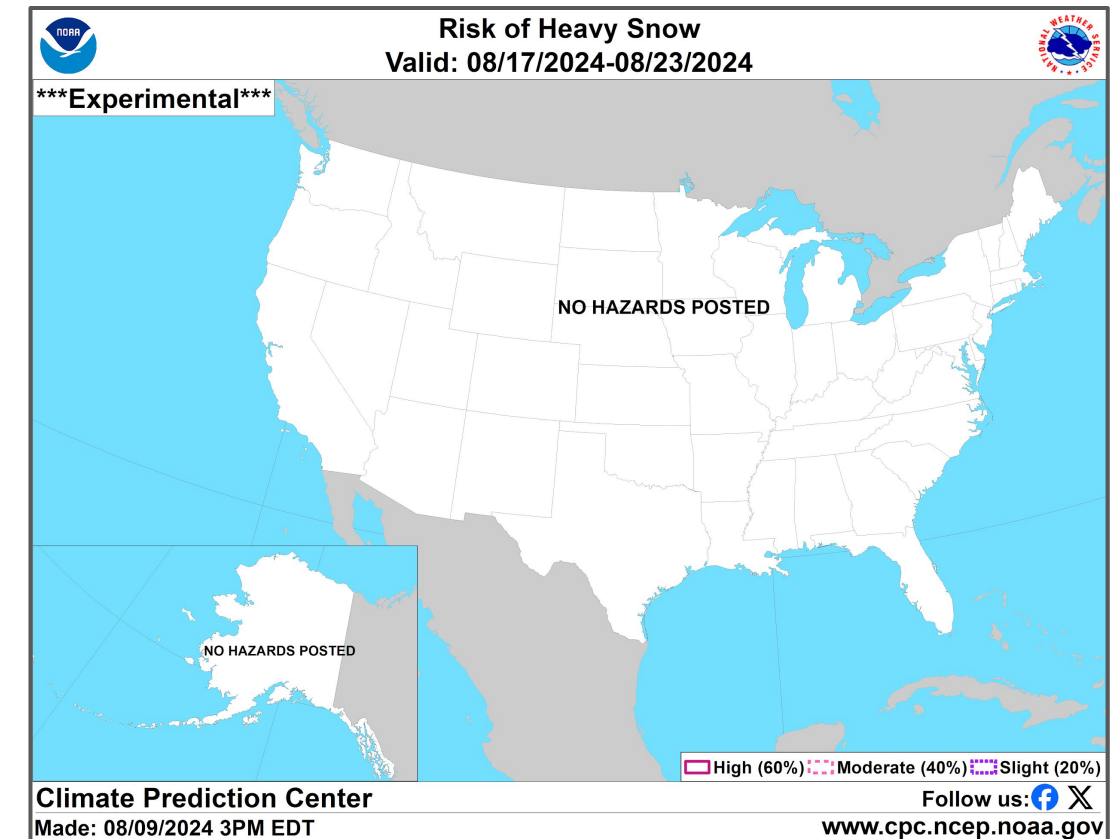 NOAA
Risk of Heavy Snow
Valid: 08/17/2024-08/23/2024
NATIONAL WEATHER SERVICE
***Experimental***
NO HAZARDS POSTED
NO HAZARDS POSTED
High (60%) Moderate (40%) Slight (20%)
Climate Prediction Center
Follow us:
Made: 08/09/2024 3PM EDT
www.cpc.ncep.noaa.gov